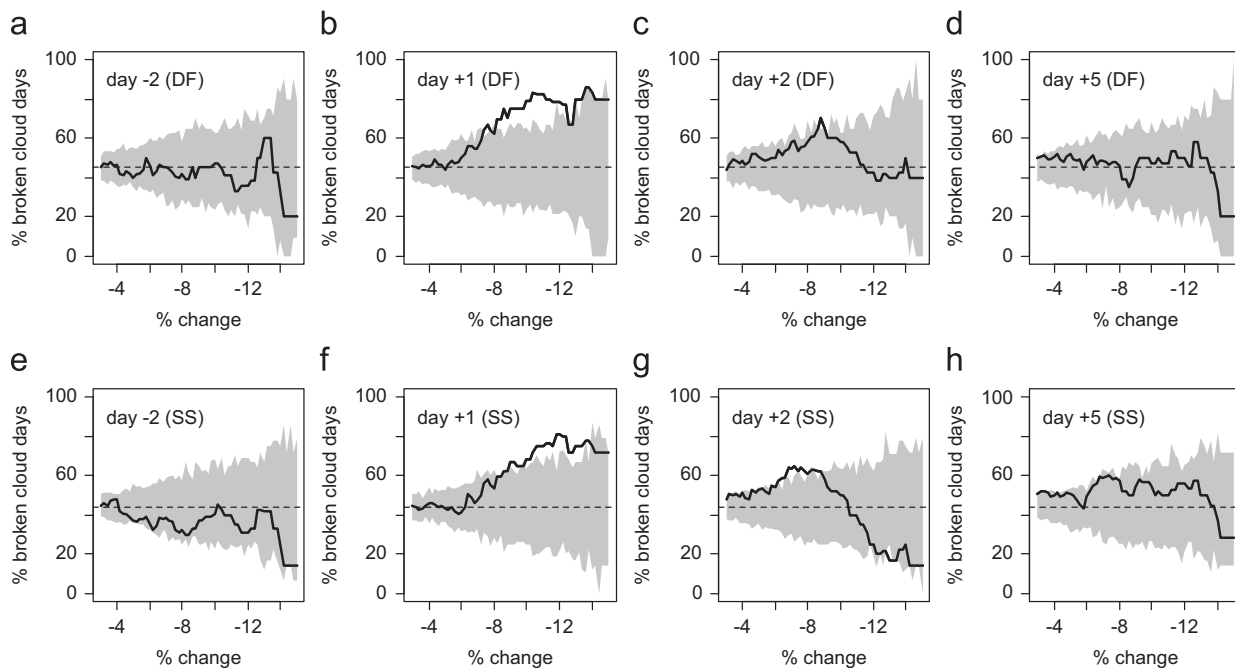 a
b
c
d
100
60
20
0
% broken cloud days
day -2 (DF)
-4
-8
-12
% change
100
60
20
0
% broken cloud days
day +1 (DF)
-4
-8
-12
% change
100
60
20
0
% broken cloud days
day +2 (DF)
-4
-8
-12
% change
100
60
20
0
% broken cloud days
day +5 (DF)
-4
-8
-12
% change
e
f
g
h
100
60
20
0
% broken cloud days
day -2 (SS)
-4
-8
-12
% change
100
60
20
0
% broken cloud days
day +1 (SS)
-4
-8
-12
% change
100
60
20
0
% broken cloud days
day +2 (SS)
-4
-8
-12
% change
100
60
20
0
% broken cloud days
day +5 (SS)
-4
-8
-12
% change